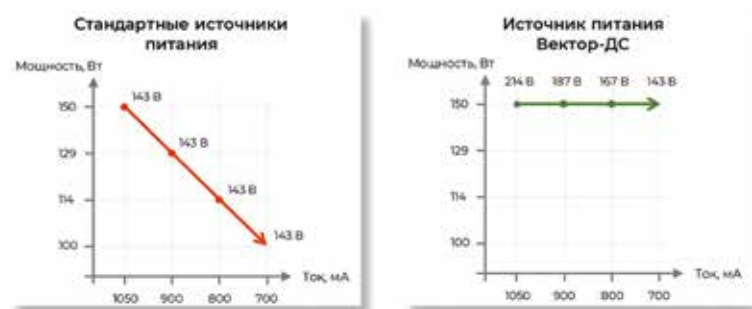 Стандартные источники
питания
Мощность, Вт
143 В
150
143 В
129
143 В
114
143 В
100
Ток, мА
1050 900 800 700
Источник питания
Вектор-ДС
Мощность, Вт
214 В 187 В 167 В 143 В
150
129
114
100
Ток, мА
1050 900 800 700